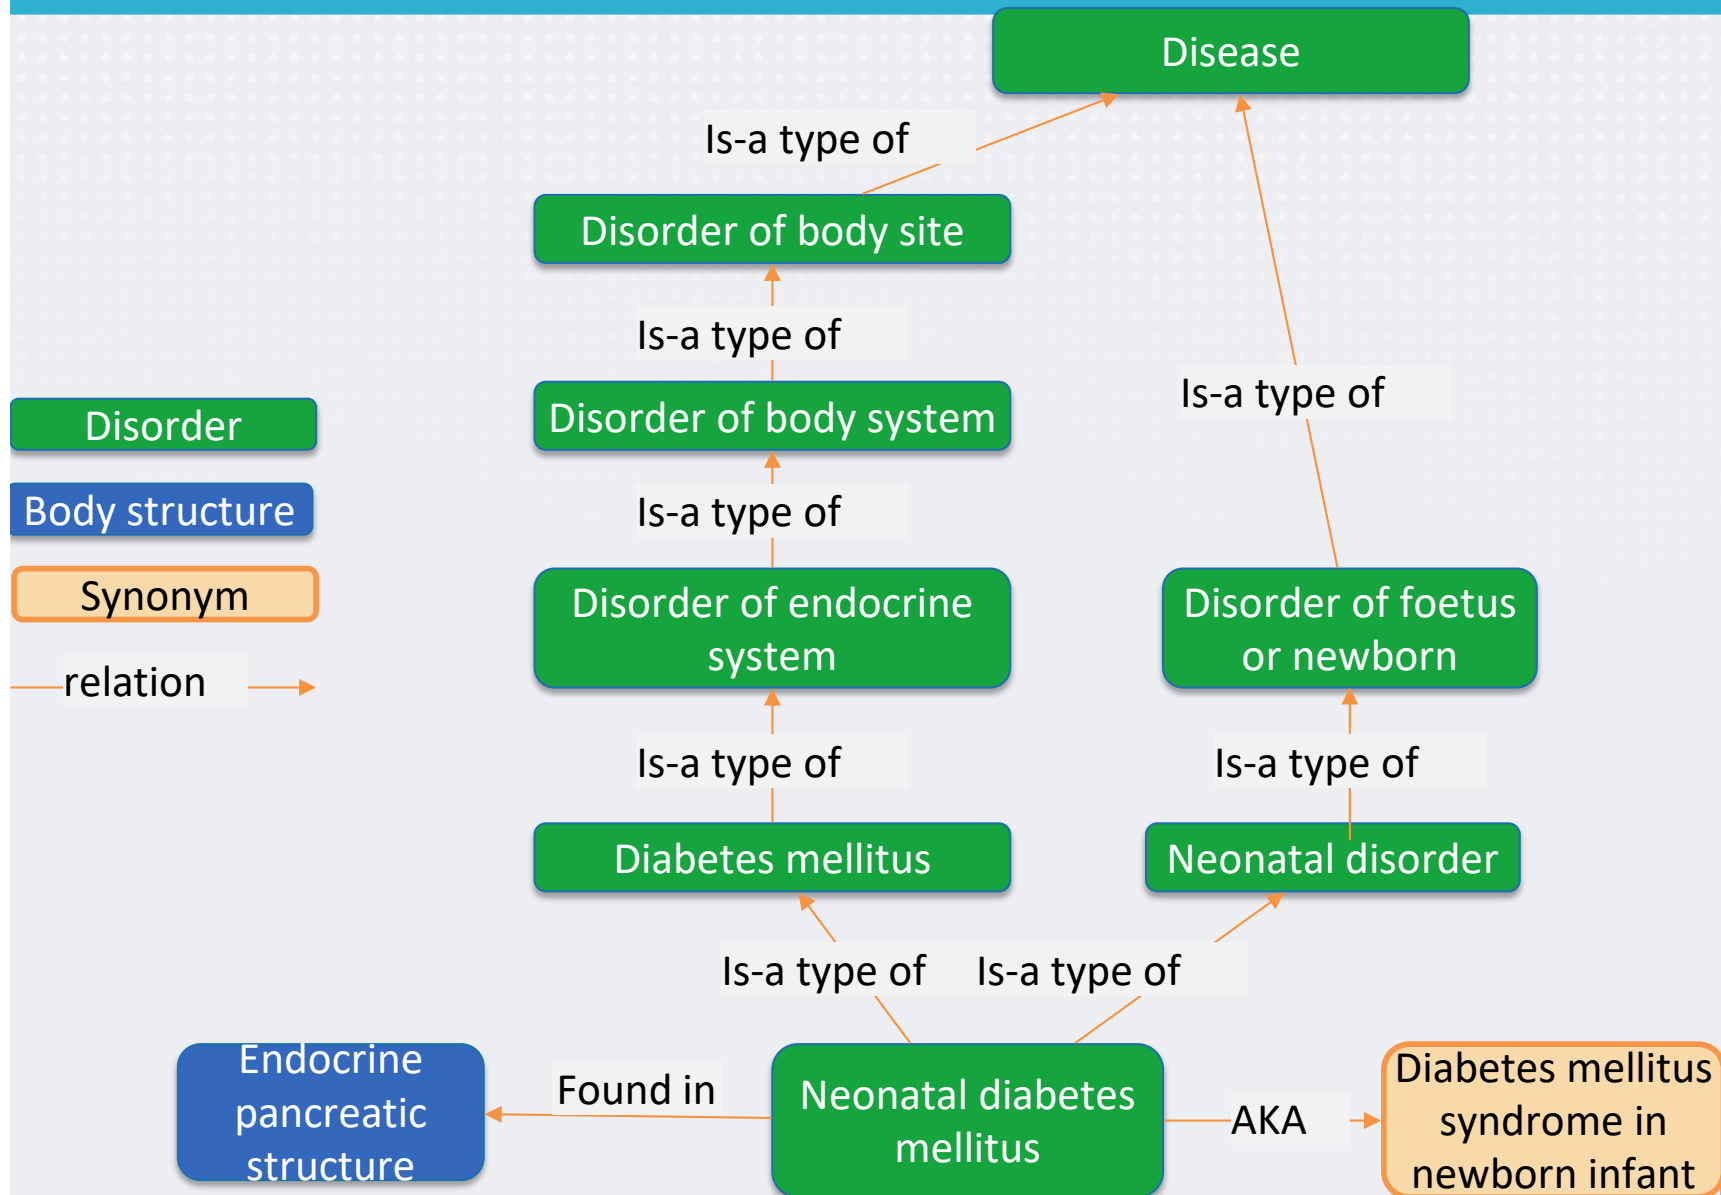 Disease
Is-a type of
Disorder of body site
Is-a type of
Is-a type of
Disorder
Disorder of body system
Body structure
Is-a type of
Synonym
Disorder of endocrine
system
Disorder of foetus
or newborn
relation
Is-a type of
Is-a type of
Diabetes mellitus
Neonatal disorder
Is-a type of
Is-a type of
Endocrine
pancreatic
structure
Found in
Neonatal diabetes
mellitus
AKA
Diabetes mellitus
syndrome in
newborn infant